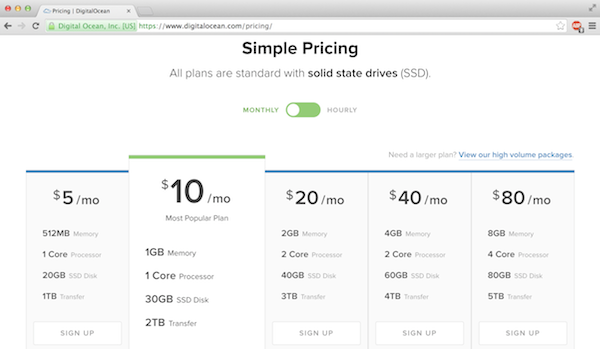 Pricing | DigitalOcean
Digital Ocean, Inc. [US] https://www.digitalocean.com/pricing/
Simple Pricing
All plans are standard with solid state drives (SSD).
MONTHLY HOURLY
Need a larger plan? View our high volume packages
$5/mo
512MB Memory
1 Core Processor
20GB SSD Disk
1TB Transfer
SIGN UP
$10/mo
Most Popular Plan
1GB Memory
1 Core Processor
30GB SSD Disk
2TB Transfer
$20/mo
2GB Memory
2 Core Processor
40GB SSD Disk
3TB Transfer
SIGN UP
$40/mo
4GB Memory
2 Core Processor
60GB SSD Disk
4TB Transfer
SIGN UP
$80/mo
8GB Memory
4 Core Processor
80GB SSD Disk
5TB Transfer
SIGN UP